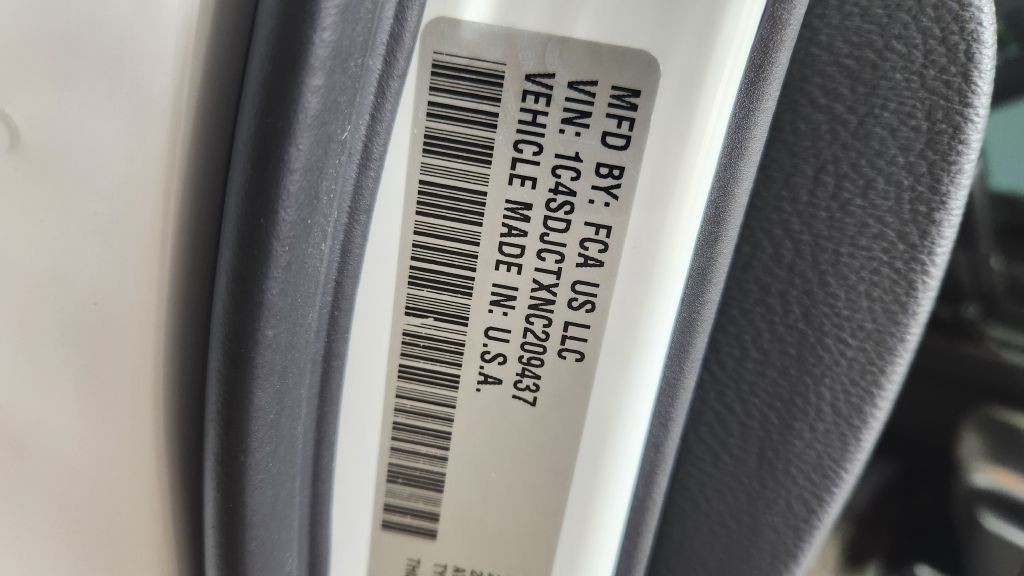 MFD BY: FCA US LLC
VIN: 1C4SDJCTXNC209437
VEHICLE MADE IN: U.S.A.